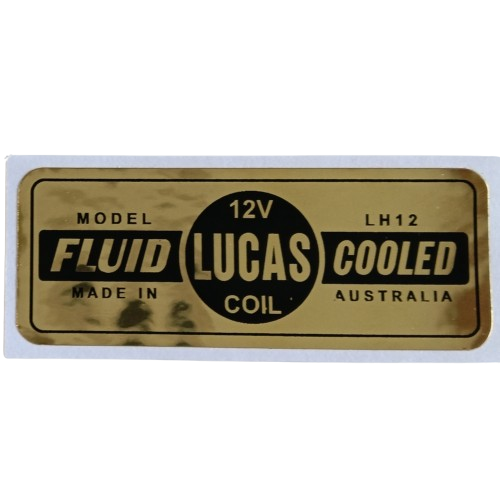 12V
MODEL LH12
FLUID LUCAS COOLED
MADE IN AUSTRALIA
COIL